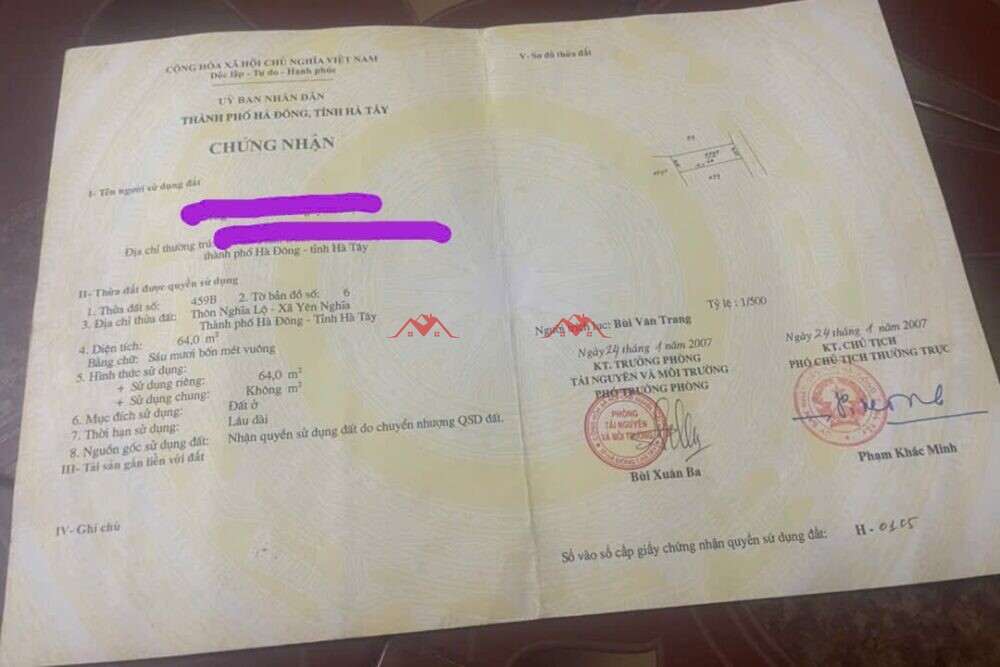 CỘNG HÒA XÃ HỘI CHỦ NGHĨA VIỆT NAM
Độc lập - Tự do - Hạnh phúc
UỶ BAN NHÂN DÂN
THÀNH PHỐ HÀ ĐÔNG, TỈNH HÀ TÂY
CHỨNG NHẬN
I- Tên người sử dụng đất
Địa chỉ thường trú:
thành phố Hà Đông - tỉnh Hà Tây
II- Thửa đất được quyền sử dụng
1. Thửa đất số: 459B 2. Tờ bản đồ số: 6
3. Địa chỉ thửa đất: Thôn Nghĩa Lộ - Xã Yên Nghĩa
Thành phố Hà Đông - Tỉnh Hà Tây
4. Diện tích: 64,0 m²
Bằng chữ: Sáu mươi bốn mét vuông
5. Hình thức sử dụng:
+ Sử dụng riêng: 64,0 m²
+ Sử dụng chung: Không m²
6. Mục đích sử dụng: Đất ở
7. Thời hạn sử dụng: Lâu dài
8. Nguồn gốc sử dụng đất: Nhận quyền sử dụng đất do chuyển nhượng QSD đất.
III- Tài sản gắn liền với đất
IV- Ghi chú
V- Sơ đồ thửa đất
Tỷ lệ : 1/500
Người trích lục: Bùi Văn Trang
Ngày 24 tháng 1 năm 2007
KT. TRƯỞNG PHÒNG
TÀI NGUYÊN VÀ MÔI TRƯỜNG
PHÓ TRƯỞNG PHÒNG
PHÒNG
TÀI NGUYÊN
VÀ MÔI TRƯỜNG
Bùi Xuân Ba
Ngày 24 tháng 1 năm 2007
KT. CHỦ TỊCH
PHÓ CHỦ TỊCH THƯỜNG TRỰC
Phạm Khắc Minh
Số vào sổ cấp giấy chứng nhận quyền sử dụng đất: H - 0105